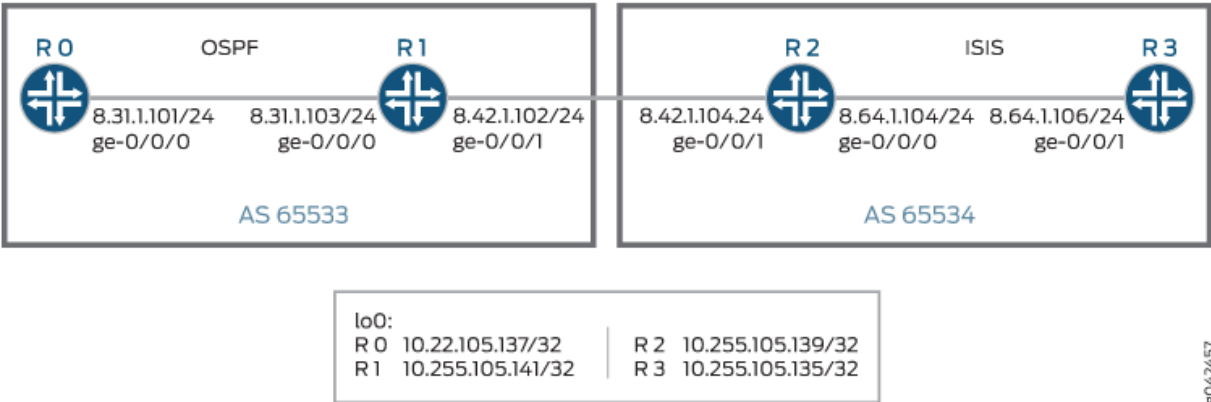 R 0 OSPF R 1 R 2 ISIS R 3
8.31.1.101/24 8.31.1.103/24 8.42.1.102/24 8.42.1.104.24 8.64.1.104/24 8.64.1.106/24
ge-0/0/0 ge-0/0/0 ge-0/0/1 ge-0/0/1 ge-0/0/0 ge-0/0/1
AS 65533 AS 65534
lo0:
R 0 10.22.105.137/32 R 2 10.255.105.139/32
R 1 10.255.105.141/32 R 3 10.255.105.135/32